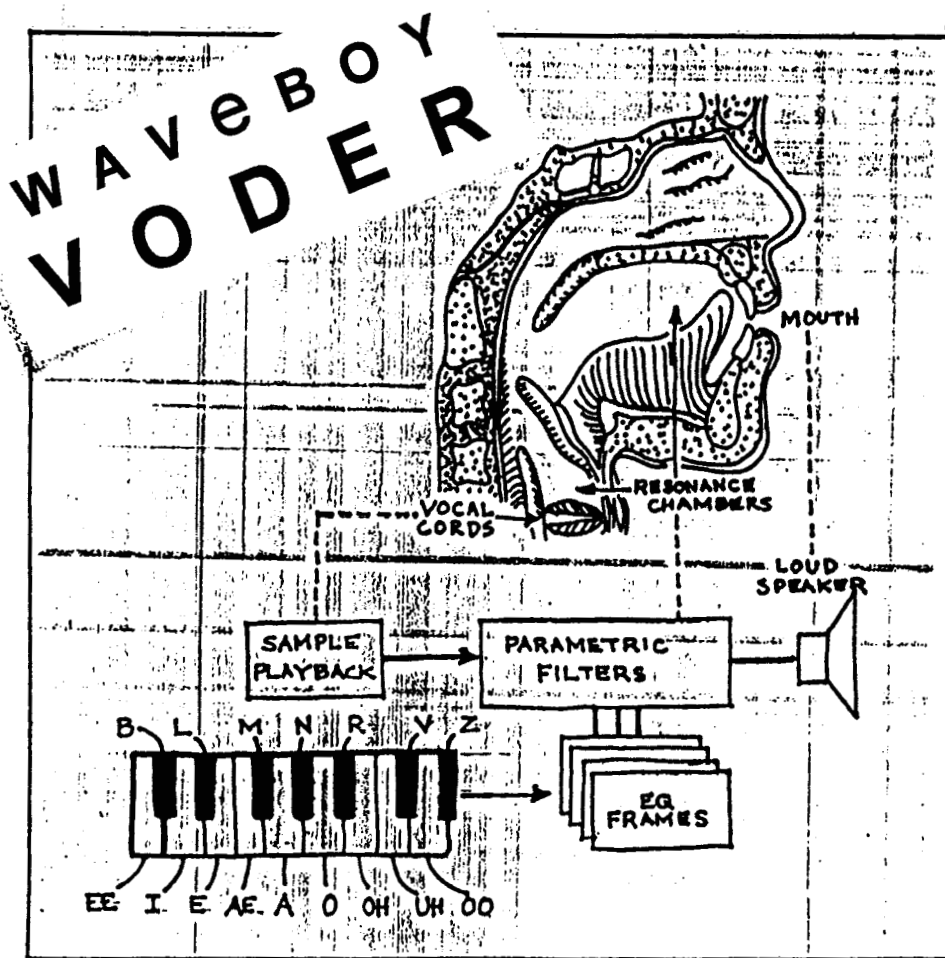 WAVeBOY
VODER
MOUTH
RESONANCE
CHAMBERS
VOCAL
CORDS
LOUD
SPEAKER
SAMPLE
PLAYBACK
PARAMETRIC
FILTERS
B L M N R V Z
EQ
FRAMES
EE I E AE A O OH UH OO